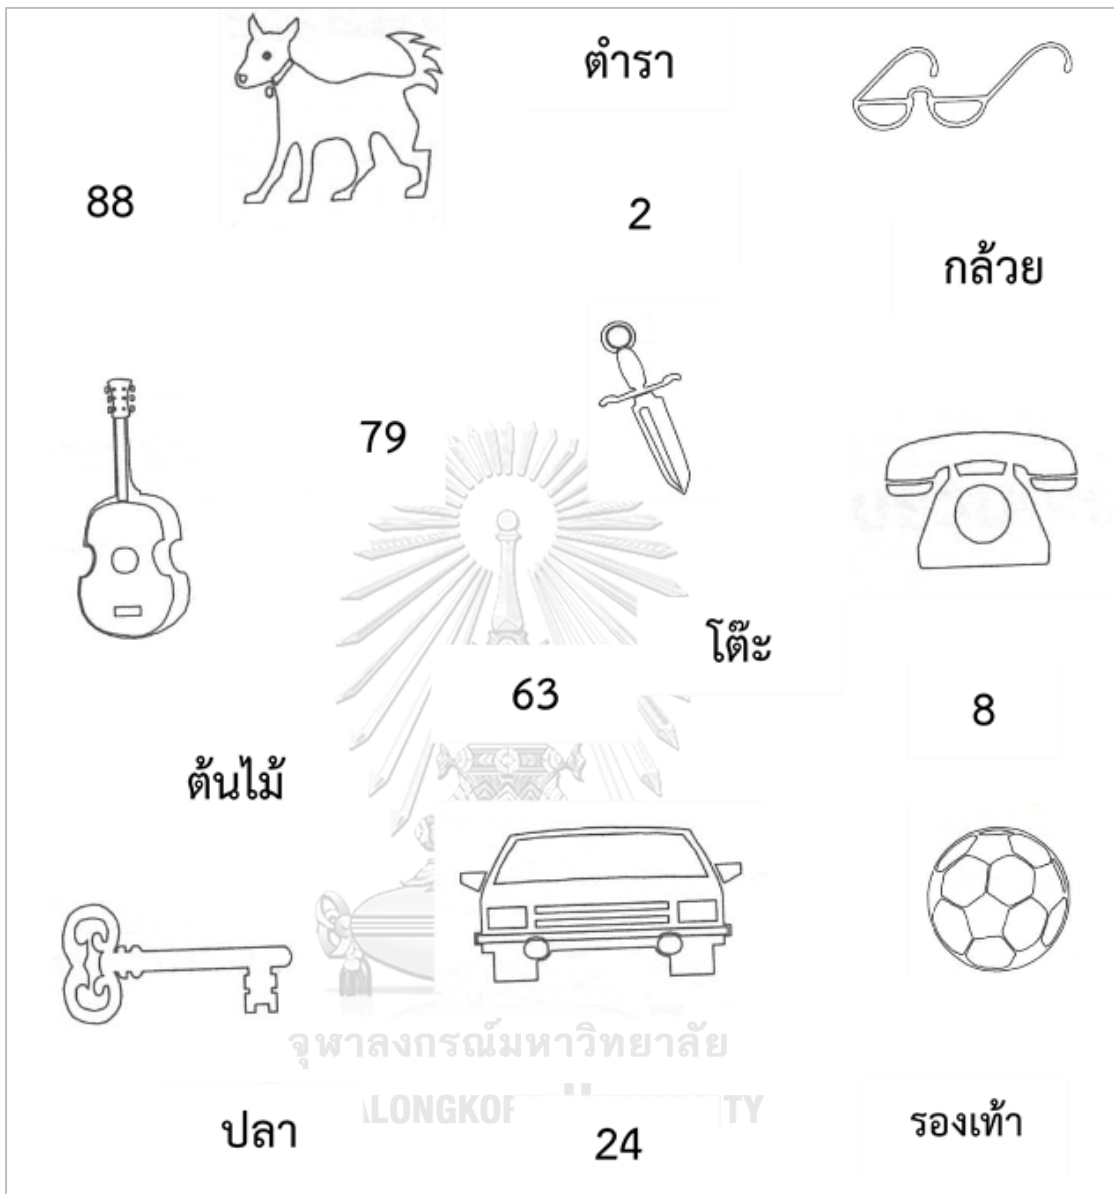 ตำรา
88
2
กล้วย
79
โต๊ะ
63
8
ต้นไม้
จุฬาลงกรณ์มหาวิทยาลัย
ปลา
รองเท้า
24